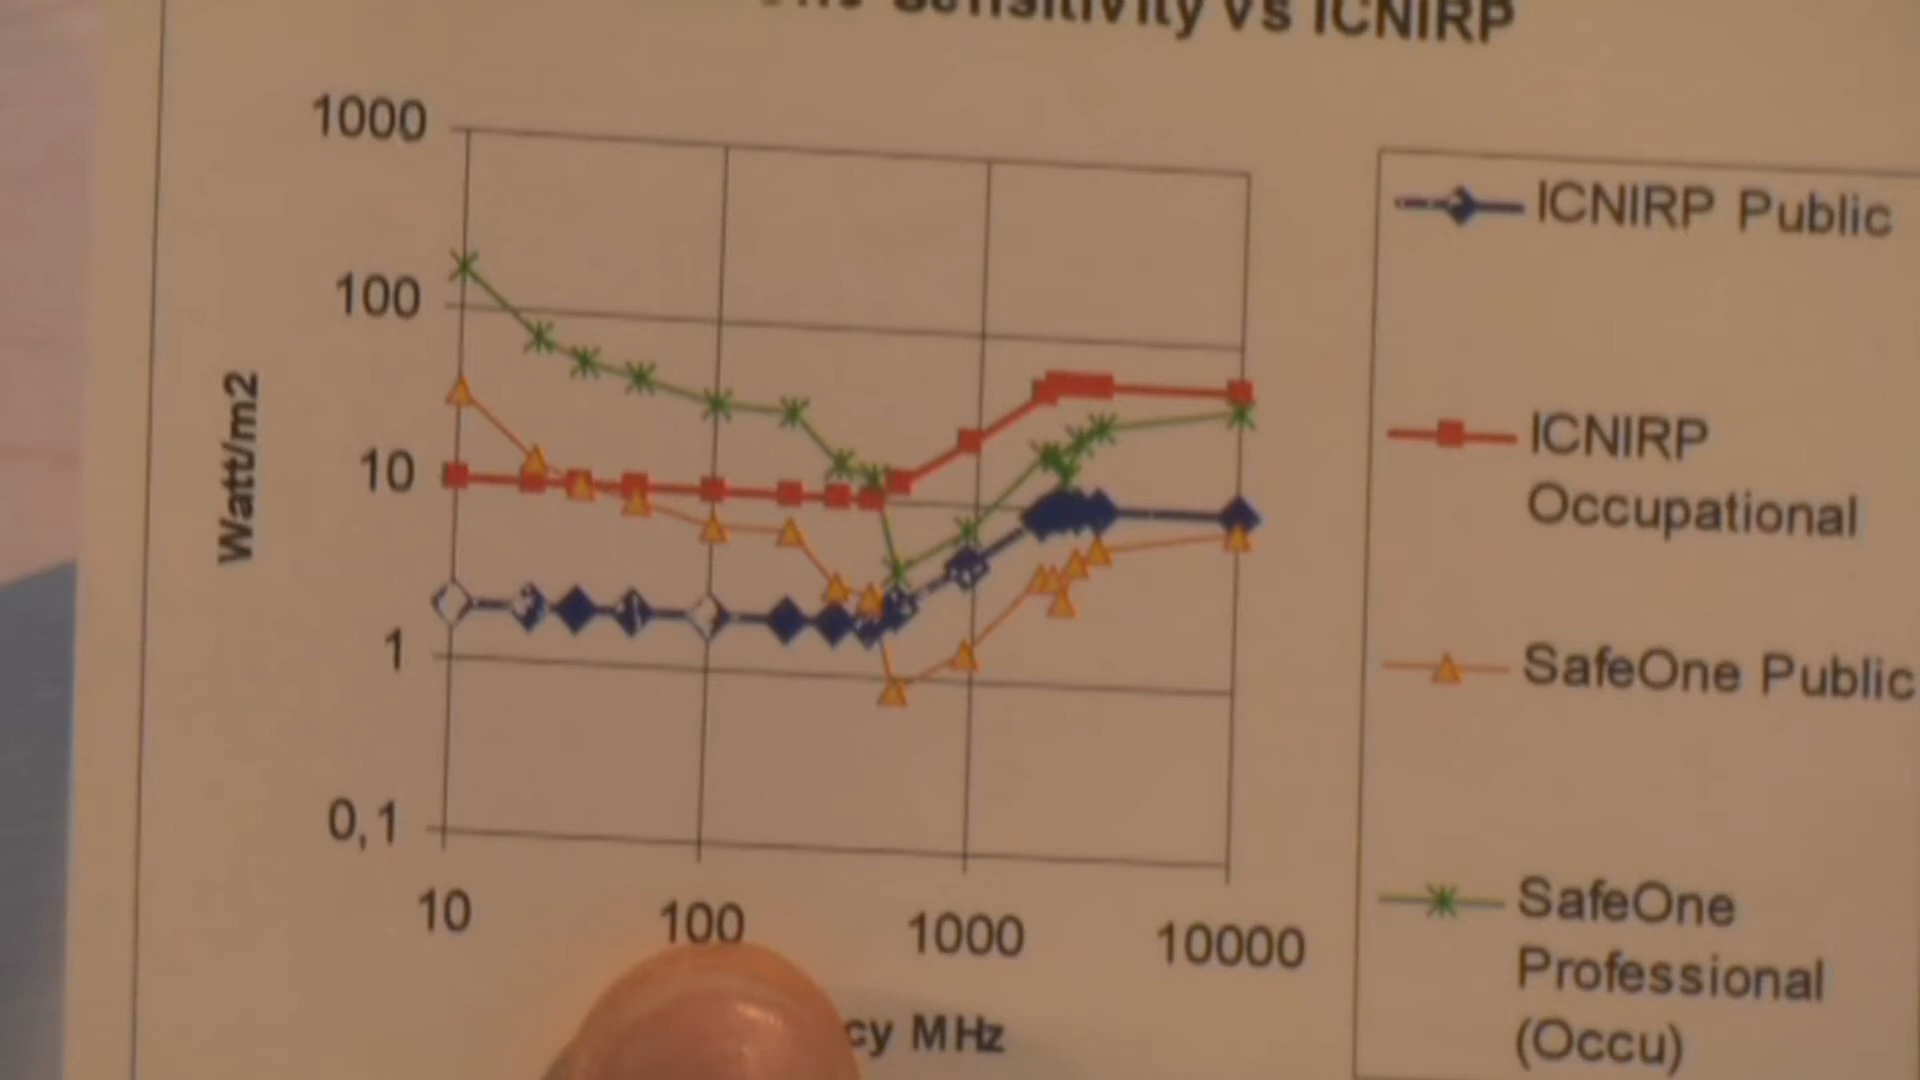 Sensitivity vs ICNIRP
1000
100
10
1
0,1
Watt/m2
10
100
1000
10000
MHz
ICNIRP Public
ICNIRP
Occupational
SafeOne Public
SafeOne
Professional
(Occu)